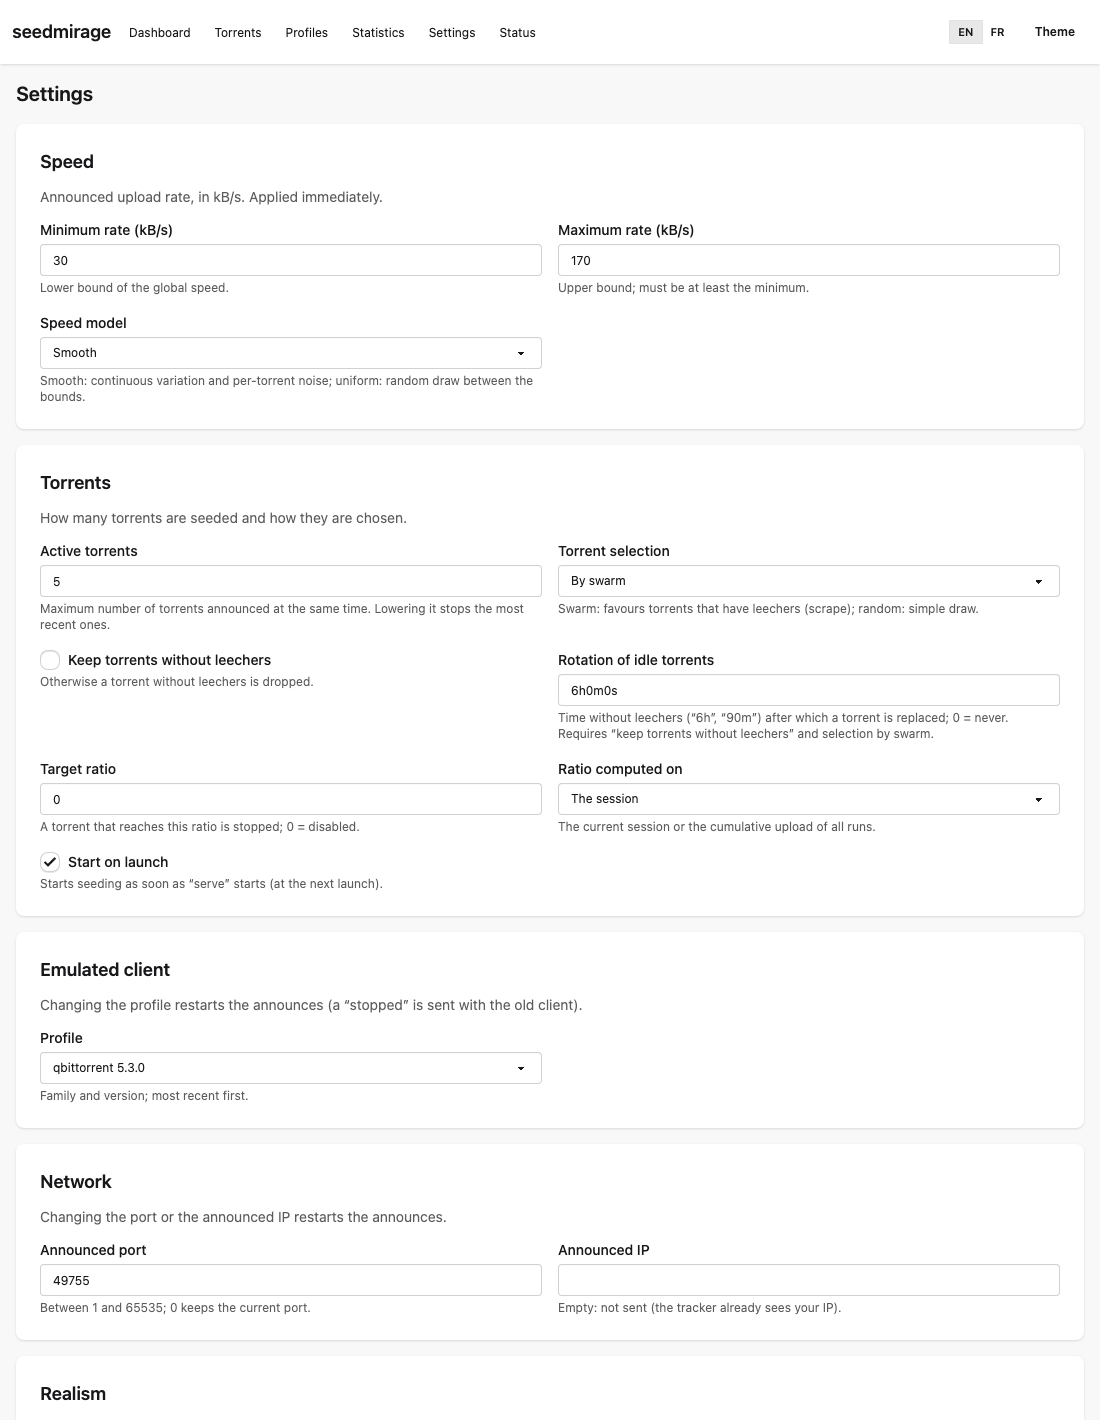 seedmirage Dashboard Torrents Profiles Statistics Settings Status EN FR Theme
Settings
Speed
Announced upload rate, in kB/s. Applied immediately.
Minimum rate (kB/s)
30
Lower bound of the global speed.
Maximum rate (kB/s)
170
Upper bound; must be at least the minimum.
Speed model
Smooth
Smooth: continuous variation and per-torrent noise; uniform: random draw between the
bounds.
Torrents
How many torrents are seeded and how they are chosen.
Active torrents
5
Maximum number of torrents announced at the same time. Lowering it stops the most
recent ones.
Torrent selection
By swarm
Swarm: favours torrents that have leechers (scrape); random: simple draw.
Keep torrents without leechers
Otherwise a torrent without leechers is dropped.
Rotation of idle torrents
6h0m0s
Time without leechers (“6h”, “90m”) after which a torrent is replaced; 0 = never.
Requires “keep torrents without leechers” and selection by swarm.
Target ratio
0
A torrent that reaches this ratio is stopped; 0 = disabled.
Ratio computed on
The session
The current session or the cumulative upload of all runs.
Start on launch
Starts seeding as soon as “serve” starts (at the next launch).
Emulated client
Changing the profile restarts the announces (a “stopped” is sent with the old client).
Profile
qbittorrent 5.3.0
Family and version; most recent first.
Network
Changing the port or the announced IP restarts the announces.
Announced port
49755
Between 1 and 65535; 0 keeps the current port.
Announced IP
Empty: not sent (the tracker already sees your IP).
Realism